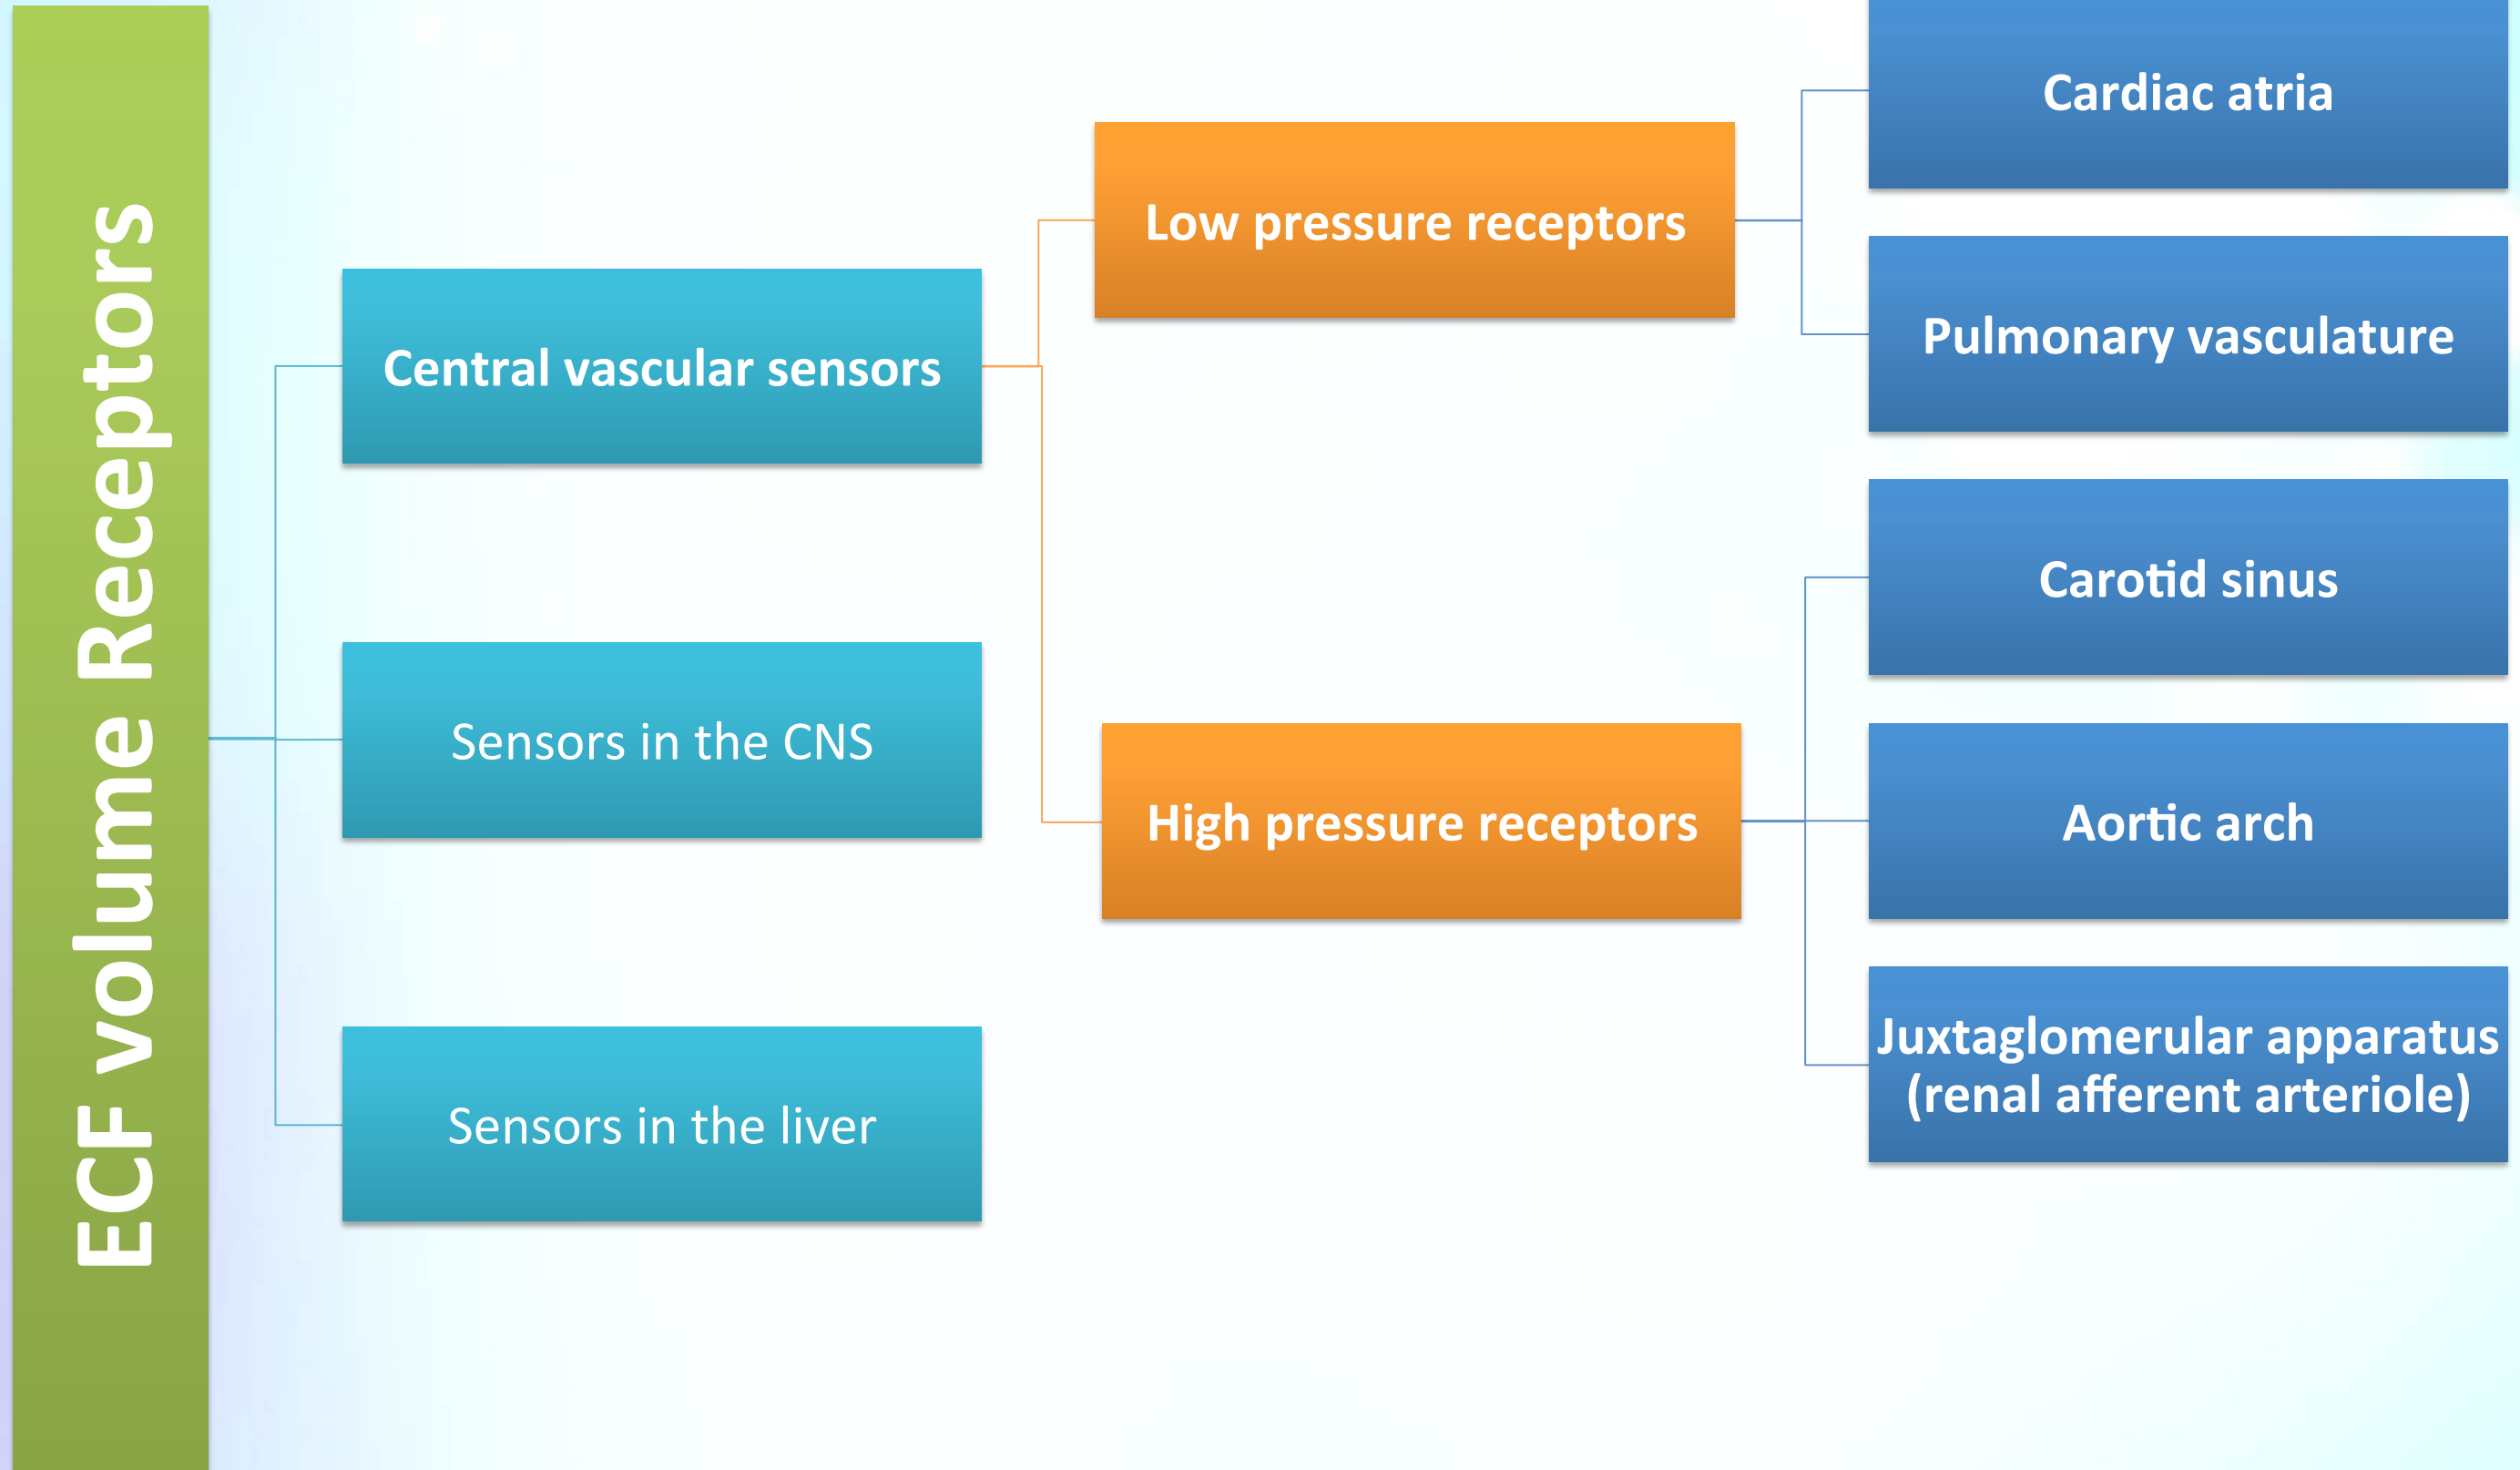 ECF volume Receptors
Central vascular sensors
Sensors in the CNS
Sensors in the liver
Low pressure receptors
High pressure receptors
Cardiac atria
Pulmonary vasculature
Carotid sinus
Aortic arch
Juxtaglomerular apparatus
(renal afferent arteriole)